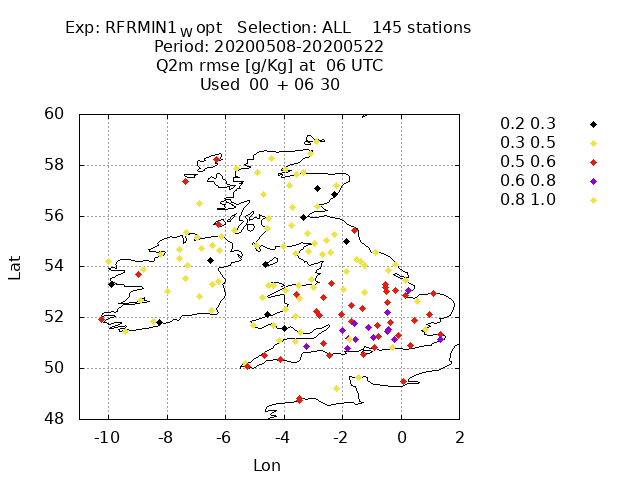 Exp: RFRMIN1Wopt Selection: ALL 145 stations
Period: 20200508-20200522
Q2m rmse [g/Kg] at 06 UTC
Used 00 + 06 30
60
58
56
54
52
50
48
Lat
-10 -8 -6 -4 -2 0 2
Lon
0.2 0.3
0.3 0.5
0.5 0.6
0.6 0.8
0.8 1.0